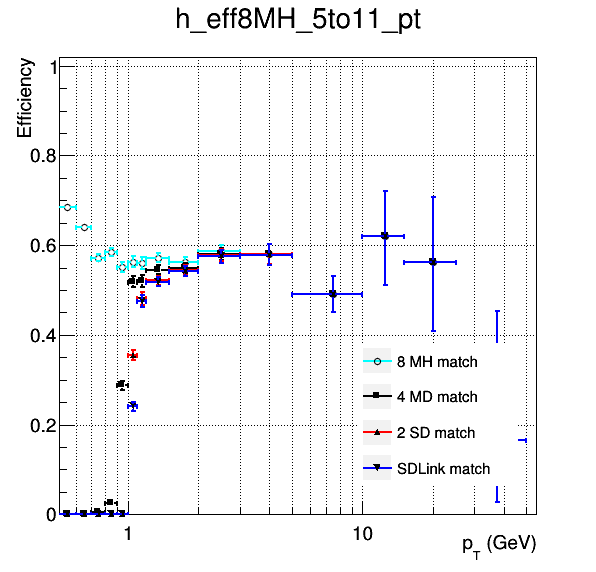 h_eff8MH_5to11_pt
Efficiency
1
0.8
0.6
0.4
0.2
0
8 MH match
4 MD match
2 SD match
SDLink match
1
10
p_T (GeV)